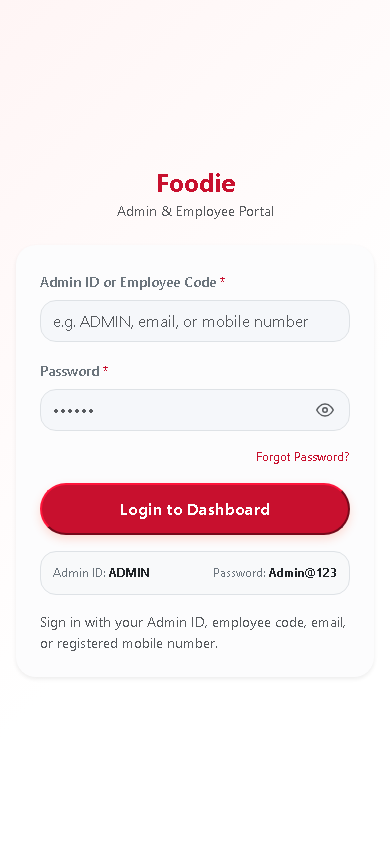 Foodie
Admin & Employee Portal
Admin ID or Employee Code *
e.g. ADMIN, email, or mobile number
Password *
••••••
Forgot Password?
Login to Dashboard
Admin ID: ADMIN Password: Admin@123
Sign in with your Admin ID, employee code, email,
or registered mobile number.